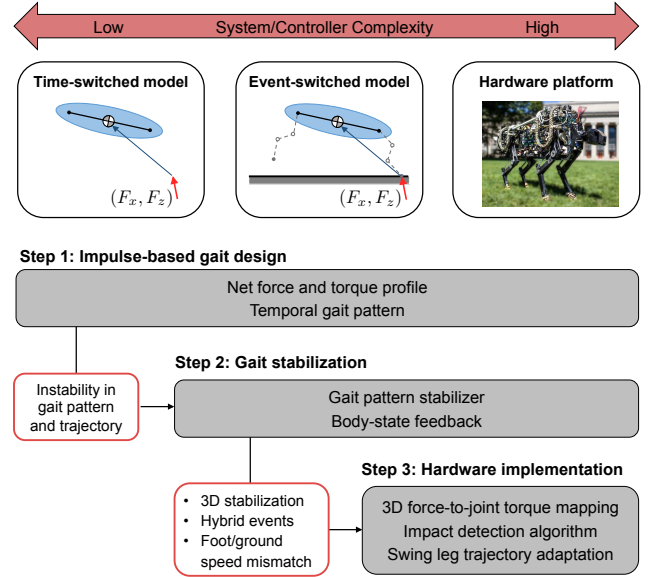 Low System/Controller Complexity High
Time-switched model
Event-switched model
Hardware platform
(F_x, F_z)
(F_x, F_z)
Step 1: Impulse-based gait design
Net force and torque profile
Temporal gait pattern
Step 2: Gait stabilization
Instability in
gait pattern
and trajectory
Gait pattern stabilizer
Body-state feedback
Step 3: Hardware implementation
• 3D stabilization
• Hybrid events
• Foot/ground
speed mismatch
3D force-to-joint torque mapping
Impact detection algorithm
Swing leg trajectory adaptation